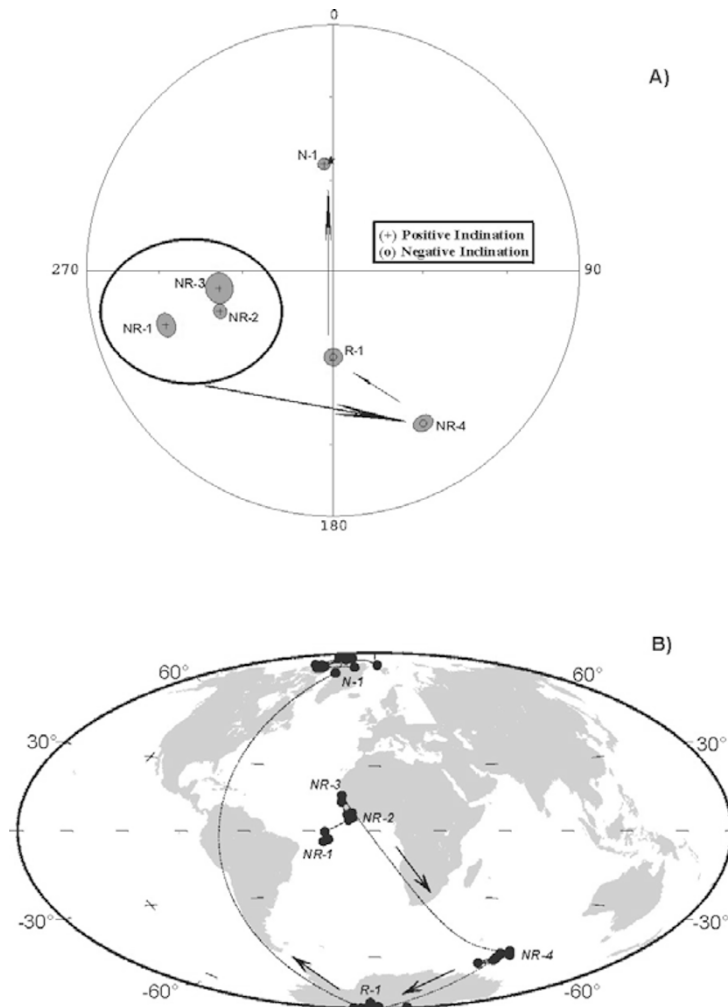 0
A)
N-1
(+) Positive Inclination
(o) Negative Inclination
270
90
NR-3
NR-2
NR-1
R-1
NR-4
180
B)
60°
60°
N-1
30°
30°
NR-3
NR-2
NR-1
-30°
-30°
NR-4
R-1
-60°
-60°